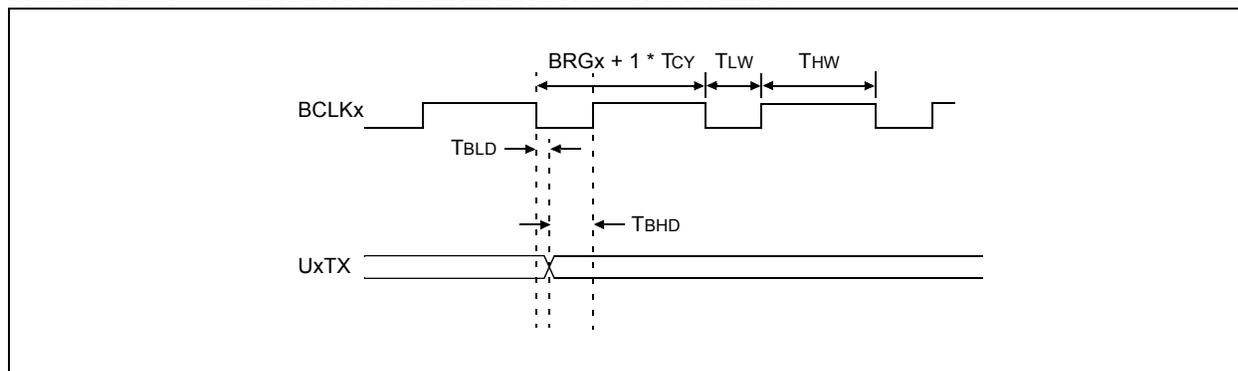 BRGx + 1 * TCY TLW THW
BCLKx
TBLD
TBHD
UxTX